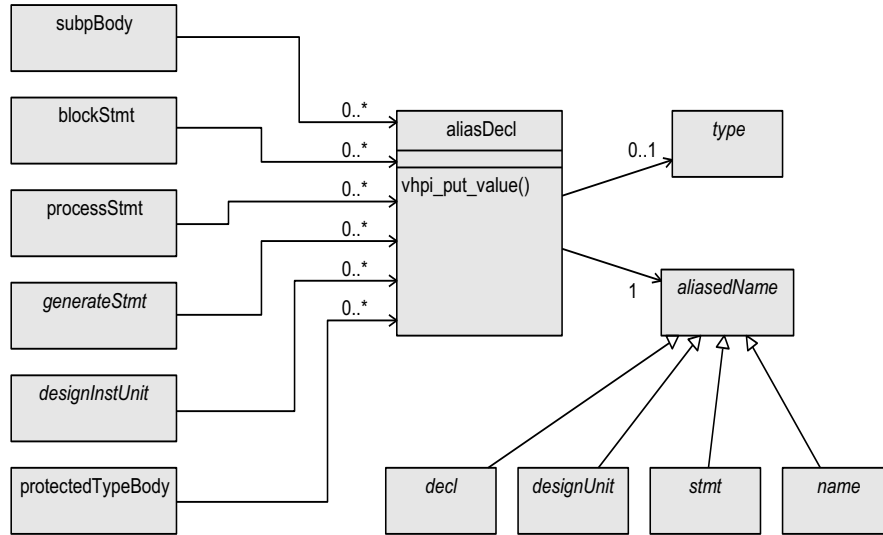 subpBody
blockStmt
processStmt
generateStmt
designInstUnit
protectedTypeBody
0..*
0..*
0..*
0..*
0..*
0..*
aliasDecl
vhpi_put_value()
0..1
type
1
aliasedName
decl
designUnit
stmt
name